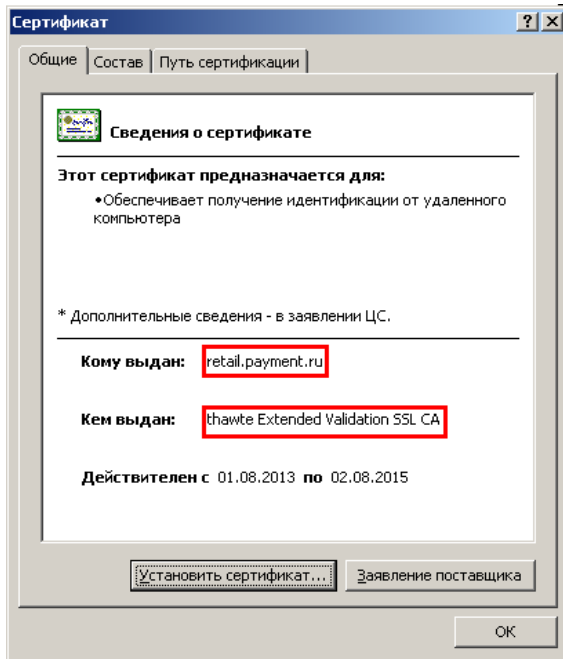 Сертификат
Общие Состав Путь сертификации
Сведения о сертификате
Этот сертификат предназначается для:
•Обеспечивает получение идентификации от удаленного
компьютера
* Дополнительные сведения - в заявлении ЦС.
Кому выдан: retail.payment.ru
Кем выдан: thawte Extended Validation SSL CA
Действителен с 01.08.2013 по 02.08.2015
Установить сертификат... Заявление поставщика
ОК